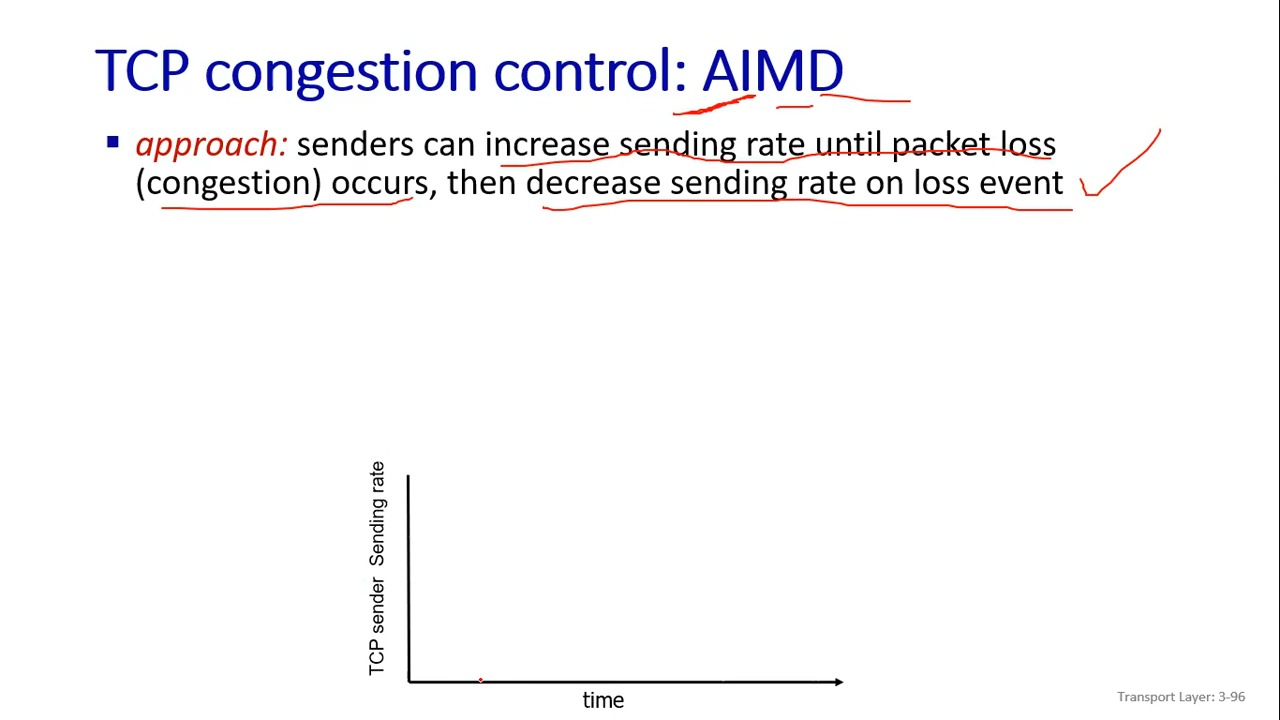 TCP congestion control: AIMD
approach: senders can increase sending rate until packet loss
(congestion) occurs, then decrease sending rate on loss event
TCP sender Sending rate
time
Transport Layer: 3-96